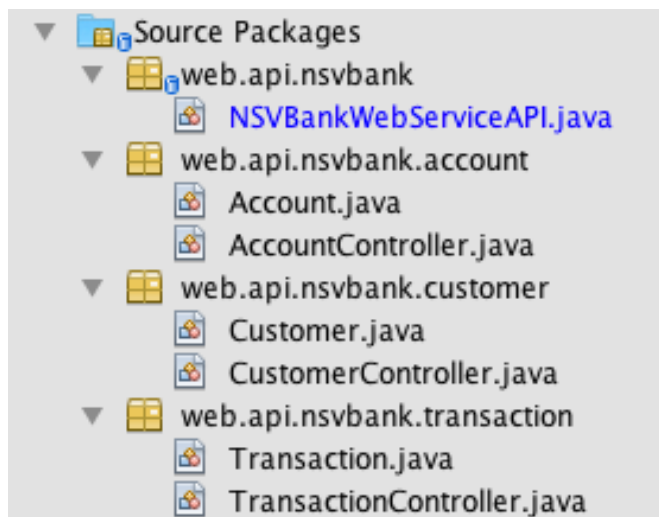 Source Packages
web.api.nsvbank
NSVBankWebServiceAPI.java
web.api.nsvbank.account
Account.java
AccountController.java
web.api.nsvbank.customer
Customer.java
CustomerController.java
web.api.nsvbank.transaction
Transaction.java
TransactionController.java